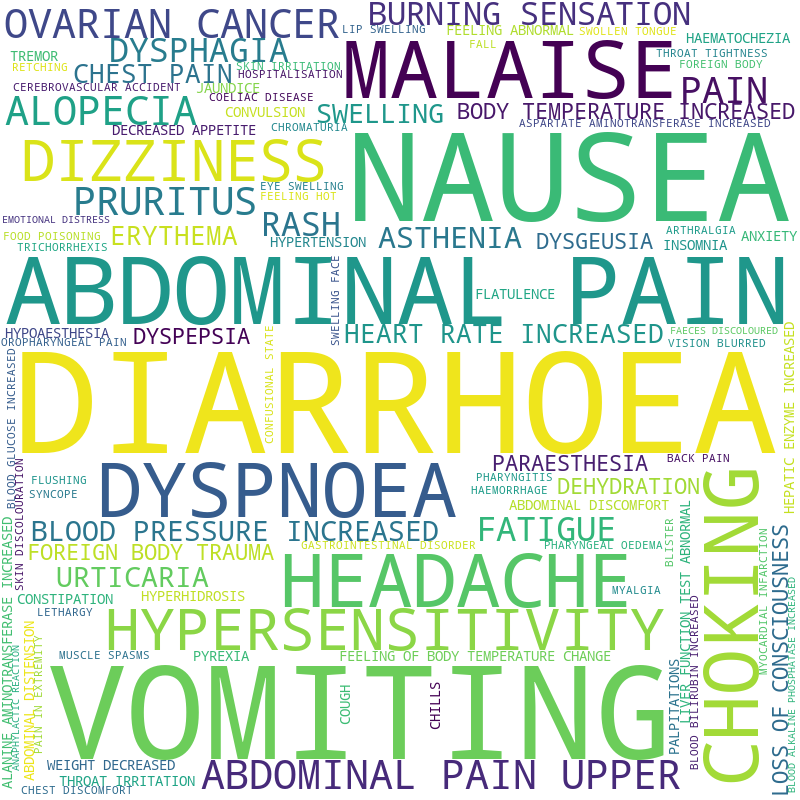 OVARIAN CANCER
BURNING SENSATION
LIP SWELLING
FEELING ABNORMAL
SWOLLEN TONGUE
HAEMATOCHEZIA
TREMOR
DYSPHAGIA
FALL
THROAT TIGHTNESS
RETCHING
CHEST PAIN
SKIN IRRITATION
HOSPITALISATION
MALAISE
FOREIGN BODY
CEREBROVASCULAR ACCIDENT
JAUNDICE
COELIAC DISEASE
PAIN
ALOPECIA
CONVULSION
SWELLING
BODY TEMPERATURE INCREASED
DECREASED APPETITE
CHROMATURIA
ASPARTATE AMINOTRANSFERASE INCREASED
DIZZINESS
NAUSEA
PRURITUS
EYE SWELLING
FEELING HOT
EMOTIONAL DISTRESS
RASH
FOOD POISONING
ERYTHEMA
HYPERTENSION
ASTHENIA
DYSGEUSIA
ARTHRALGIA
INSOMNIA
ANXIETY
TRICHORRHEXIS
ABDOMINAL PAIN
FLATULENCE
SWELLING FACE
HYPOAESTHESIA
DYSPEPSIA
HEART RATE INCREASED
FAECES DISCOLOURED
OROPHARYNGEAL PAIN
VISION BLURRED
CONFUSIONAL STATE
BLOOD GLUCOSE INCREASED
DIARRHOEA
HEPATIC ENZYME INCREASED
SKIN DISCOLOURATION
FLUSHING
SYNCOPE
DYSPNOEA
PARAESTHESIA
BACK PAIN
PHARYNGITIS
HAEMORRHAGE
DEHYDRATION
ABDOMINAL DISCOMFORT
CHOKING
BLOOD PRESSURE INCREASED
FATIGUE
BLISTER
LIVER FUNCTION TEST ABNORMAL
FOREIGN BODY TRAUMA
GASTROINTESTINAL DISORDER
PHARYNGEAL OEDEMA
MYOCARDIAL INFARCTION
LOSS OF CONSCIOUSNESS
BLOOD ALKALINE PHOSPHATASE INCREASED
ALANINE AMINOTRANSFERASE INCREASED
URTICARIA
HEADACHE
MYALGIA
CONSTIPATION
HYPERHIDROSIS
LETHARGY
HYPERSENSITIVITY
BLOOD BILIRUBIN INCREASED
ANAPHYLACTIC REACTION
ABDOMINAL DISTENSION
PAIN IN EXTREMITY
MUSCLE SPASMS
PYREXIA
FEELING OF BODY TEMPERATURE CHANGE
PALPITATIONS
VOMITING
COUGH
CHILLS
WEIGHT DECREASED
THROAT IRRITATION
ABDOMINAL PAIN UPPER
CHEST DISCOMFORT